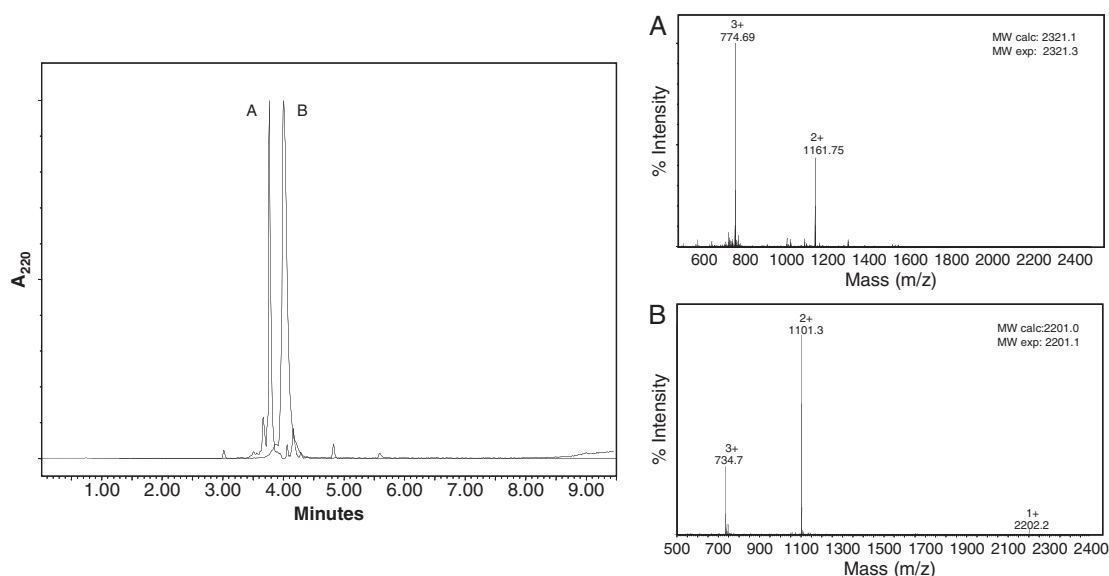 A
B
A220
1.00 2.00 3.00 4.00 5.00 6.00 7.00 8.00 9.00
Minutes
A
3+
774.69
MW calc: 2321.1
MW exp: 2321.3
2+
1161.75
% Intensity
600 800 1000 1200 1400 1600 1800 2000 2200 2400
Mass (m/z)
B
2+
1101.3
MW calc:2201.0
MW exp: 2201.1
3+
734.7
1+
2202.2
% Intensity
500 700 900 1100 1300 1500 1700 1900 2100 2400
Mass (m/z)